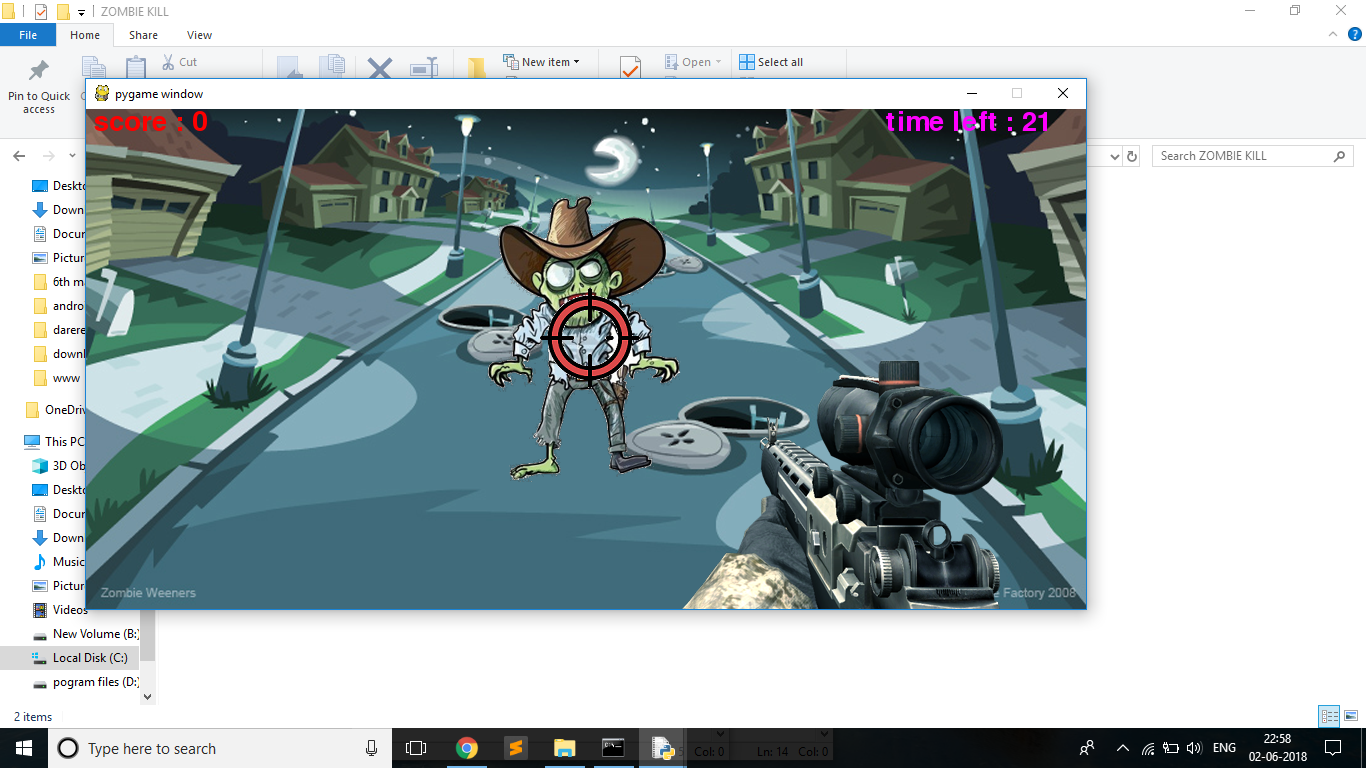 ZOMBIE KILL
File Home Share View
Cut
New item
Open
Select all
Pin to Quick
access
pygame window
score : 0
time left : 21
Search ZOMBIE KILL
Deskto
Down
Docur
Pictur
6th m
andro
darere
downl
www
OneDriv
This PC
3D Ob
Deskto
Docur
Down
Music
Pictur
Videos
New Volume (B:)
Local Disk (C:)
pogram files (D:)
Zombie Weeners
Factory 2008
2 items
Type here to search
Col: 0
Ln: 14 Col: 0
ENG
22:58
02-06-2018